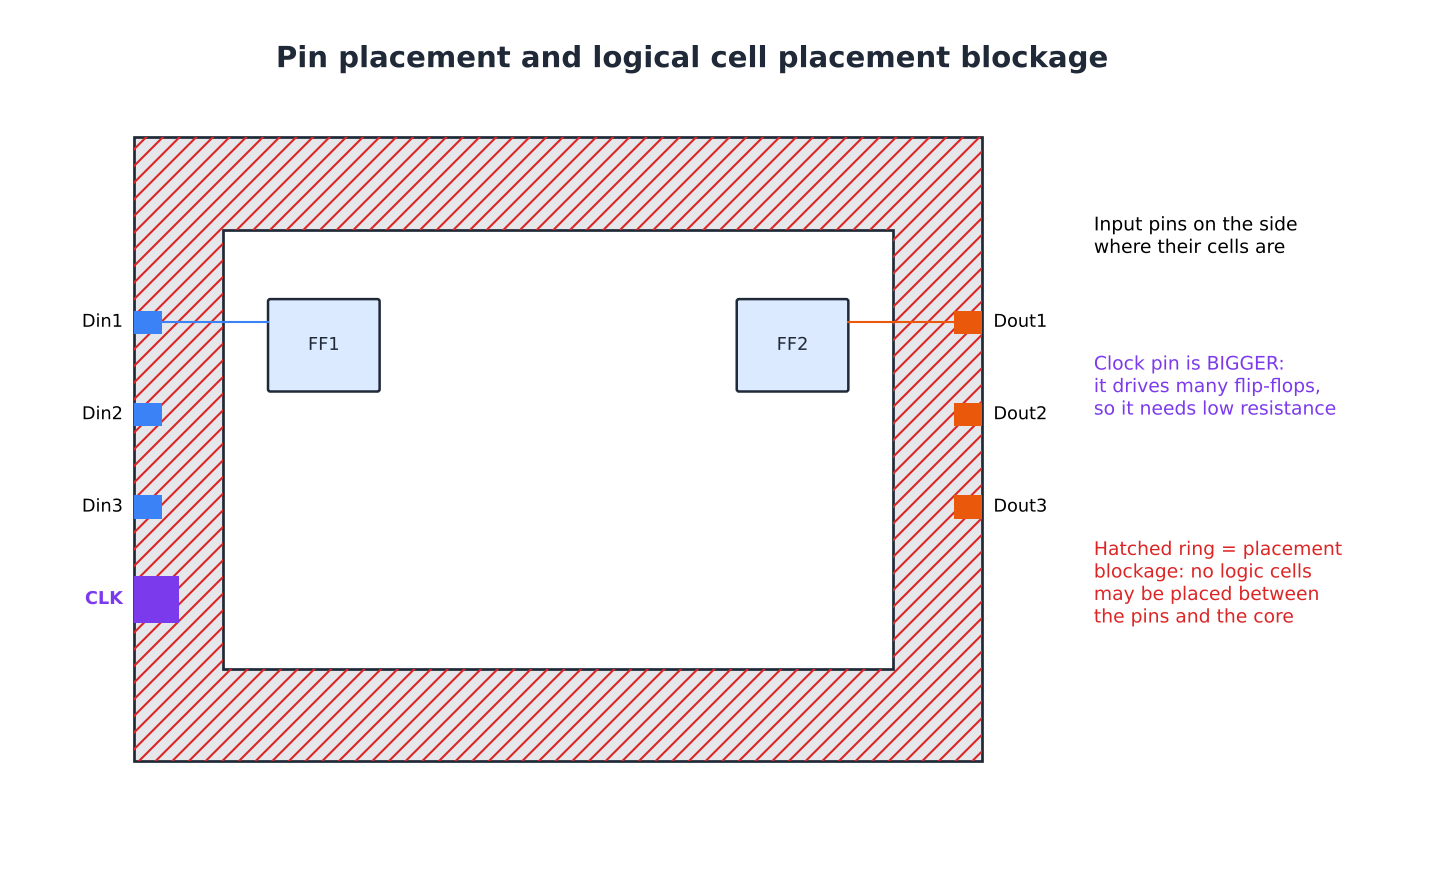 Pin placement and logical cell placement blockage
Input pins on the side
where their cells are
Din1
FF1
FF2
Dout1
Clock pin is BIGGER:
it drives many flip-flops,
so it needs low resistance
Din2
Dout2
Din3
Dout3
Hatched ring = placement
blockage: no logic cells
may be placed between
the pins and the core
CLK